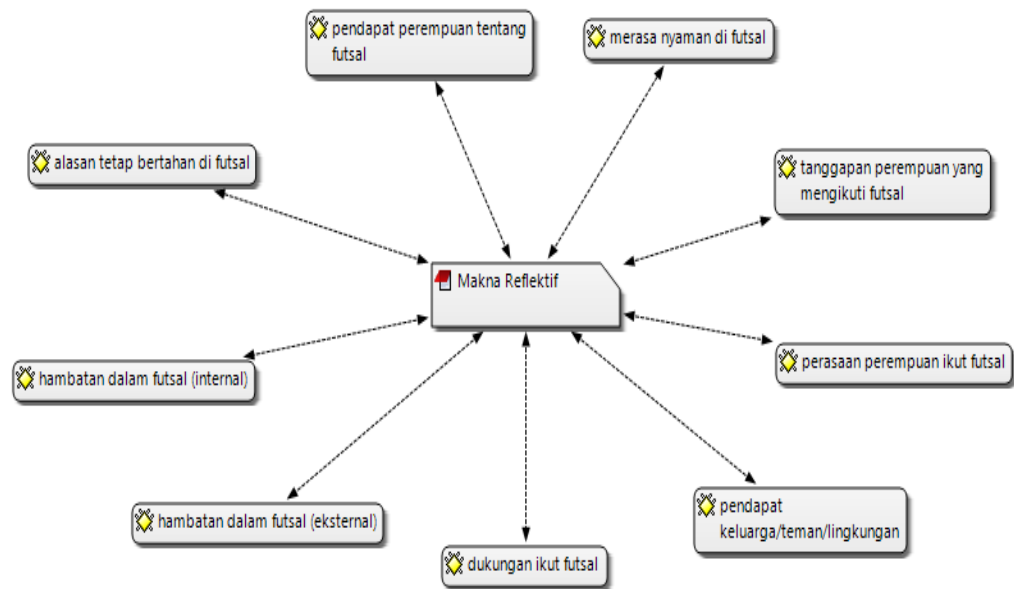 pendapat perempuan tentang
futsal
merasa nyaman di futsal
alasan tetap bertahan di futsal
tanggapan perempuan yang
mengikuti futsal
Makna Reflektif
hambatan dalam futsal (internal)
perasaan perempuan ikut futsal
hambatan dalam futsal (eksternal)
pendapat
keluarga/teman/lingkungan
dukungan ikut futsal